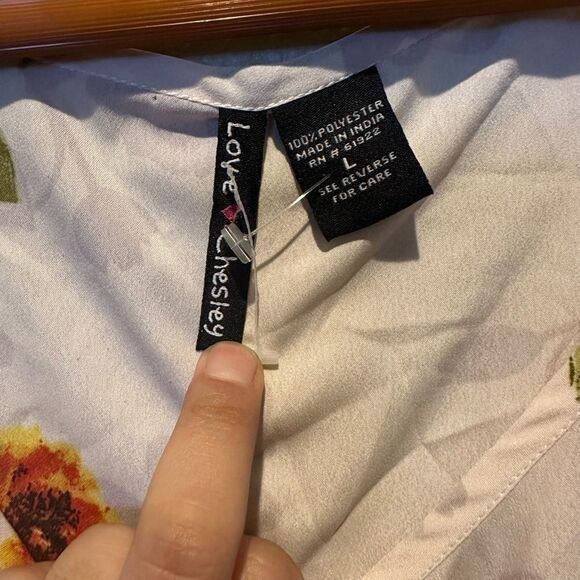 Love Chesley
100% POLYESTER
MADE IN INDIA
RN # 61922
L
SEE REVERSE
FOR CARE